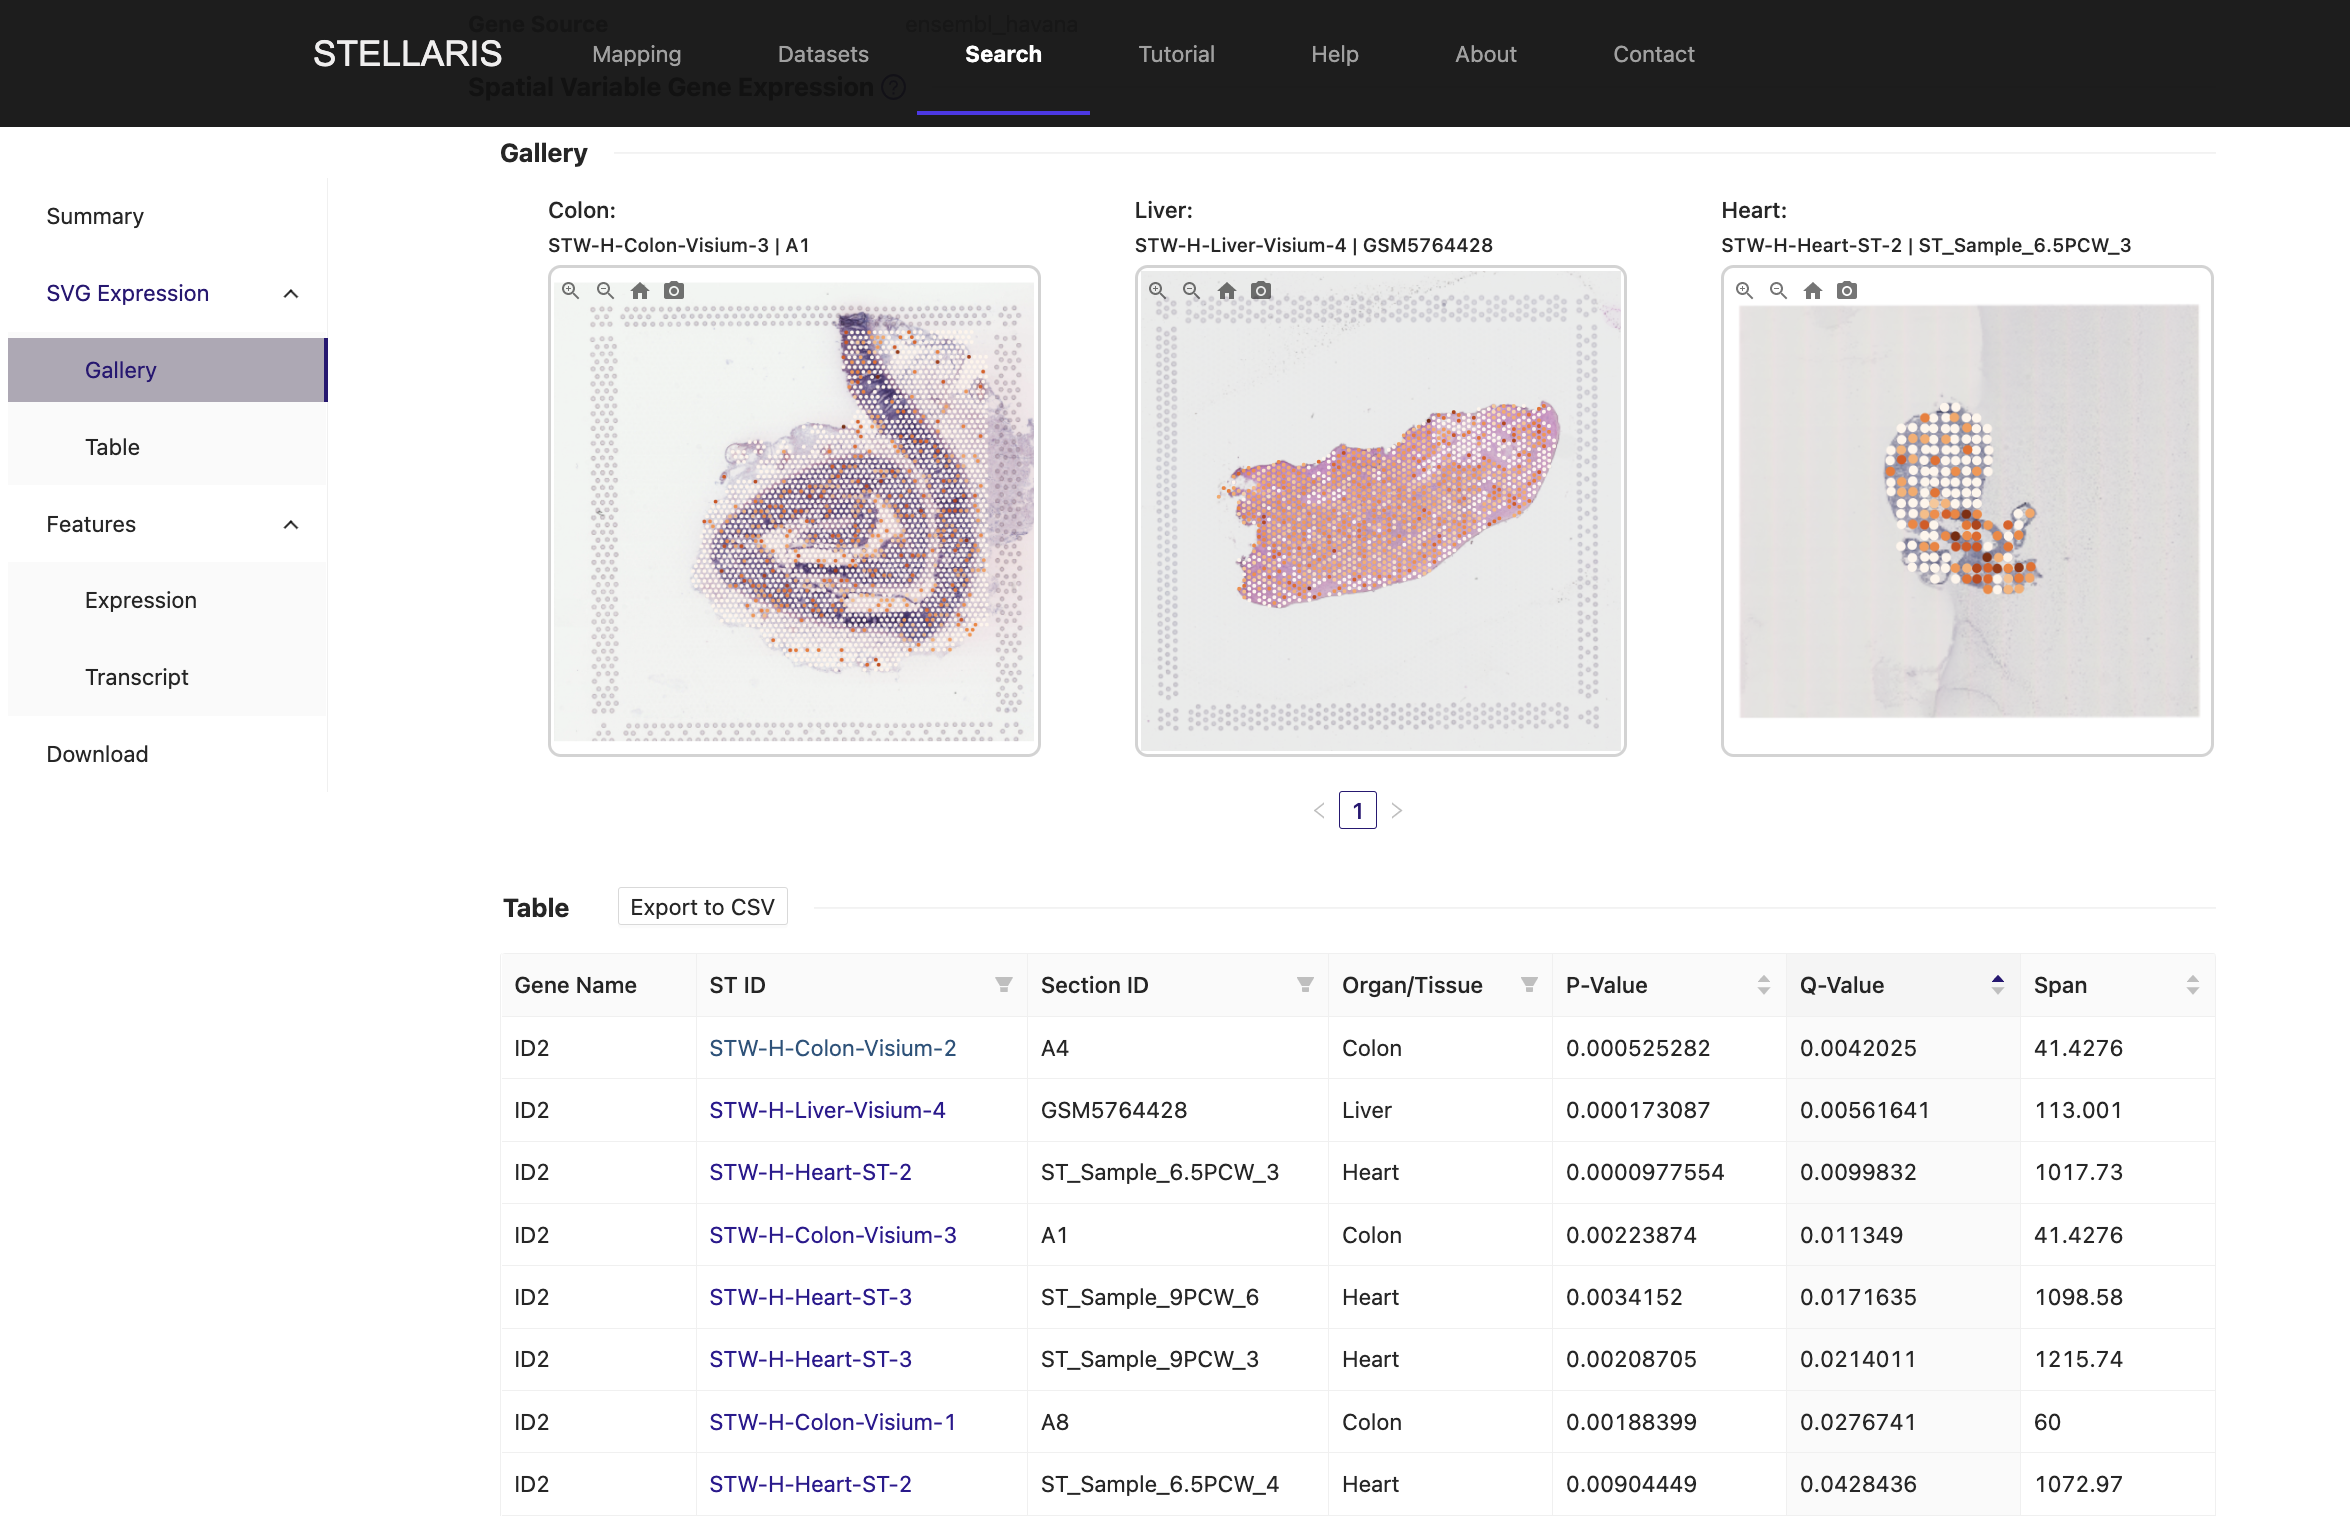 Gene Source ensembl_havana
STELLARIS Mapping Datasets Search Tutorial Help About Contact
Spatial Variable Gene Expression ?
Summary
SVG Expression
Gallery
Table
Features
Expression
Transcript
Download
Gallery
Colon:
STW-H-Colon-Visium-3 | A1
Liver:
STW-H-Liver-Visium-4 | GSM5764428
Heart:
STW-H-Heart-ST-2 | ST_Sample_6.5PCW_3
< 1 >
Table Export to CSV
Gene Name ST ID Section ID Organ/Tissue P-Value Q-Value Span
ID2 STW-H-Colon-Visium-2 A4 Colon 0.000525282 0.0042025 41.4276
ID2 STW-H-Liver-Visium-4 GSM5764428 Liver 0.000173087 0.00561641 113.001
ID2 STW-H-Heart-ST-2 ST_Sample_6.5PCW_3 Heart 0.0000977554 0.0099832 1017.73
ID2 STW-H-Colon-Visium-3 A1 Colon 0.00223874 0.011349 41.4276
ID2 STW-H-Heart-ST-3 ST_Sample_9PCW_6 Heart 0.0034152 0.0171635 1098.58
ID2 STW-H-Heart-ST-3 ST_Sample_9PCW_3 Heart 0.00208705 0.0214011 1215.74
ID2 STW-H-Colon-Visium-1 A8 Colon 0.00188399 0.0276741 60
ID2 STW-H-Heart-ST-2 ST_Sample_6.5PCW_4 Heart 0.00904449 0.0428436 1072.97